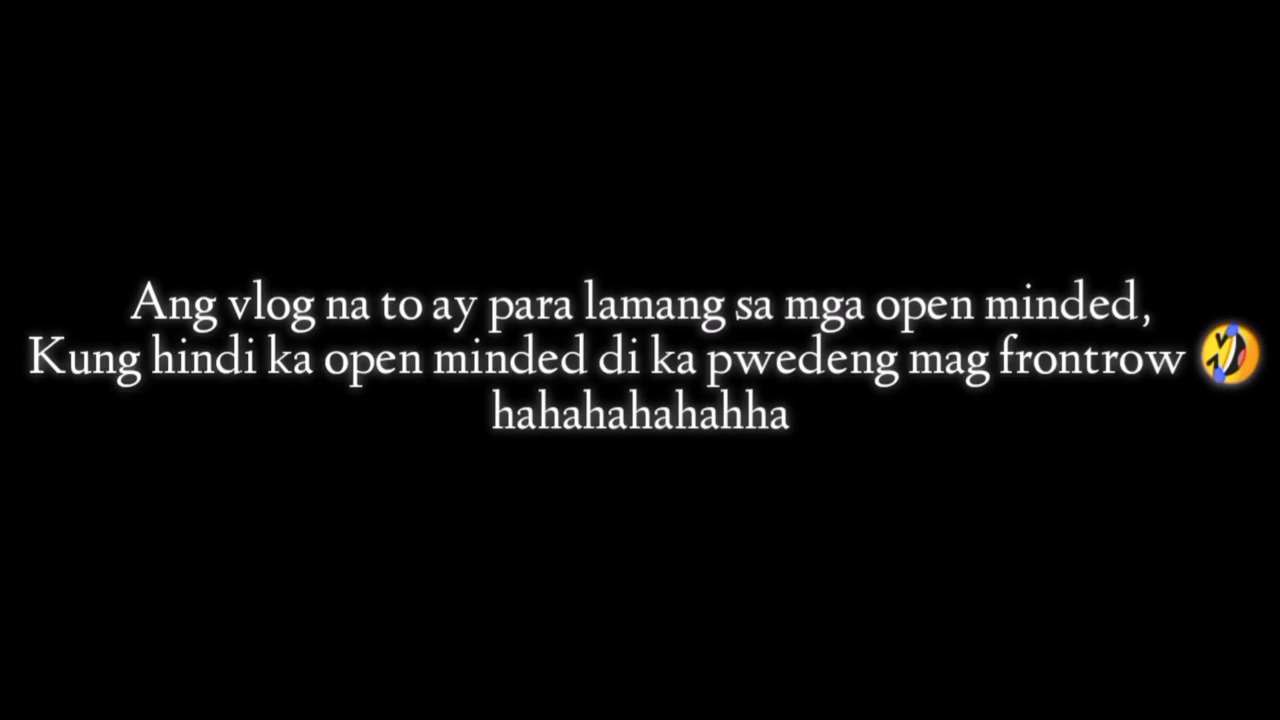 Ang vlog na to ay para lamang sa mga open minded,
Kung hindi ka open minded di ka pwedeng mag frontrow 🤣
hahahahahahha